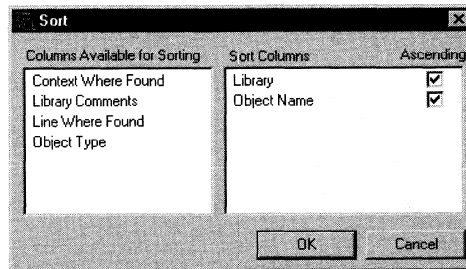 Sort
Columns Available for Sorting
Sort Columns
Ascending
Context Where Found
Library Comments
Line Where Found
Object Type
Library
Object Name
OK
Cancel